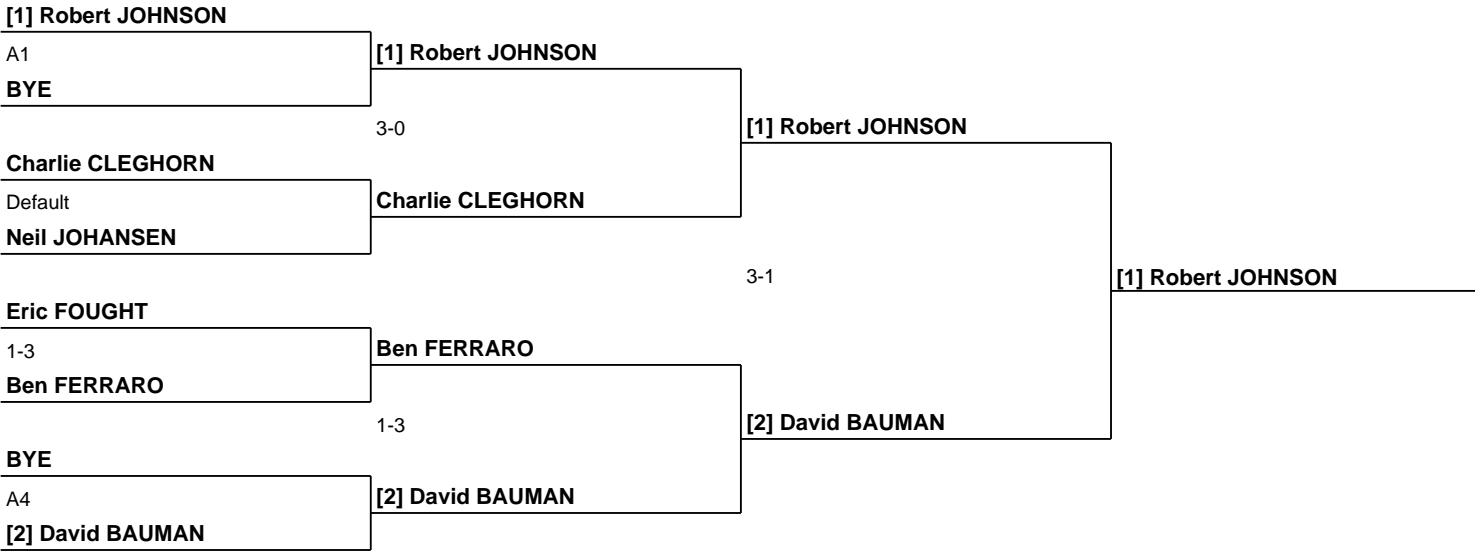 [1] Robert JOHNSON
A1
BYE
Charlie CLEGHORN
Default
Neil JOHANSEN
Eric FOUGHT
1-3
Ben FERRARO
BYE
A4
[2] David BAUMAN
[1] Robert JOHNSON
3-0
Charlie CLEGHORN
Ben FERRARO
1-3
[2] David BAUMAN
[1] Robert JOHNSON
3-1
[2] David BAUMAN
[1] Robert JOHNSON